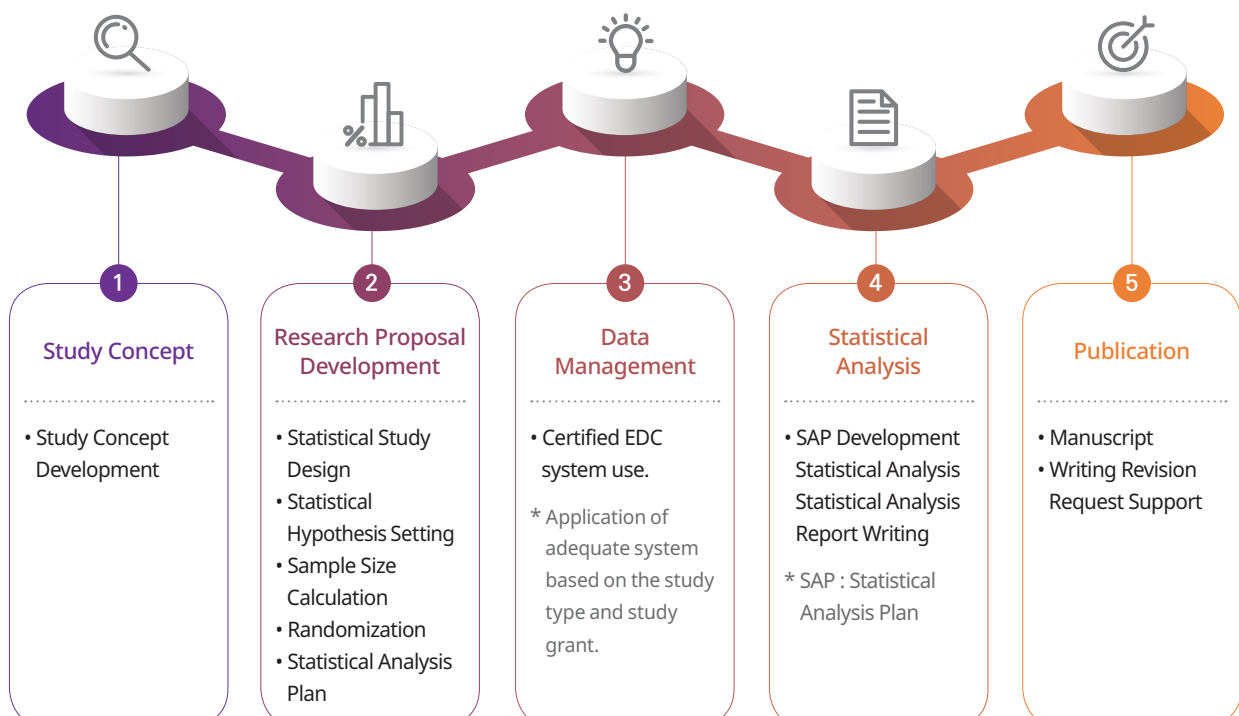 %
1
Study Concept
• Study Concept
Development
2
Research Proposal
Development
• Statistical Study
Design
• Statistical
Hypothesis Setting
• Sample Size
Calculation
• Randomization
• Statistical Analysis
Plan
3
Data
Management
• Certified EDC
system use.
* Application of
adequate system
based on the study
type and study
grant.
4
Statistical
Analysis
• SAP Development
Statistical Analysis
Statistical Analysis
Report Writing
* SAP : Statistical
Analysis Plan
5
Publication
• Manuscript
• Writing Revision
Request Support